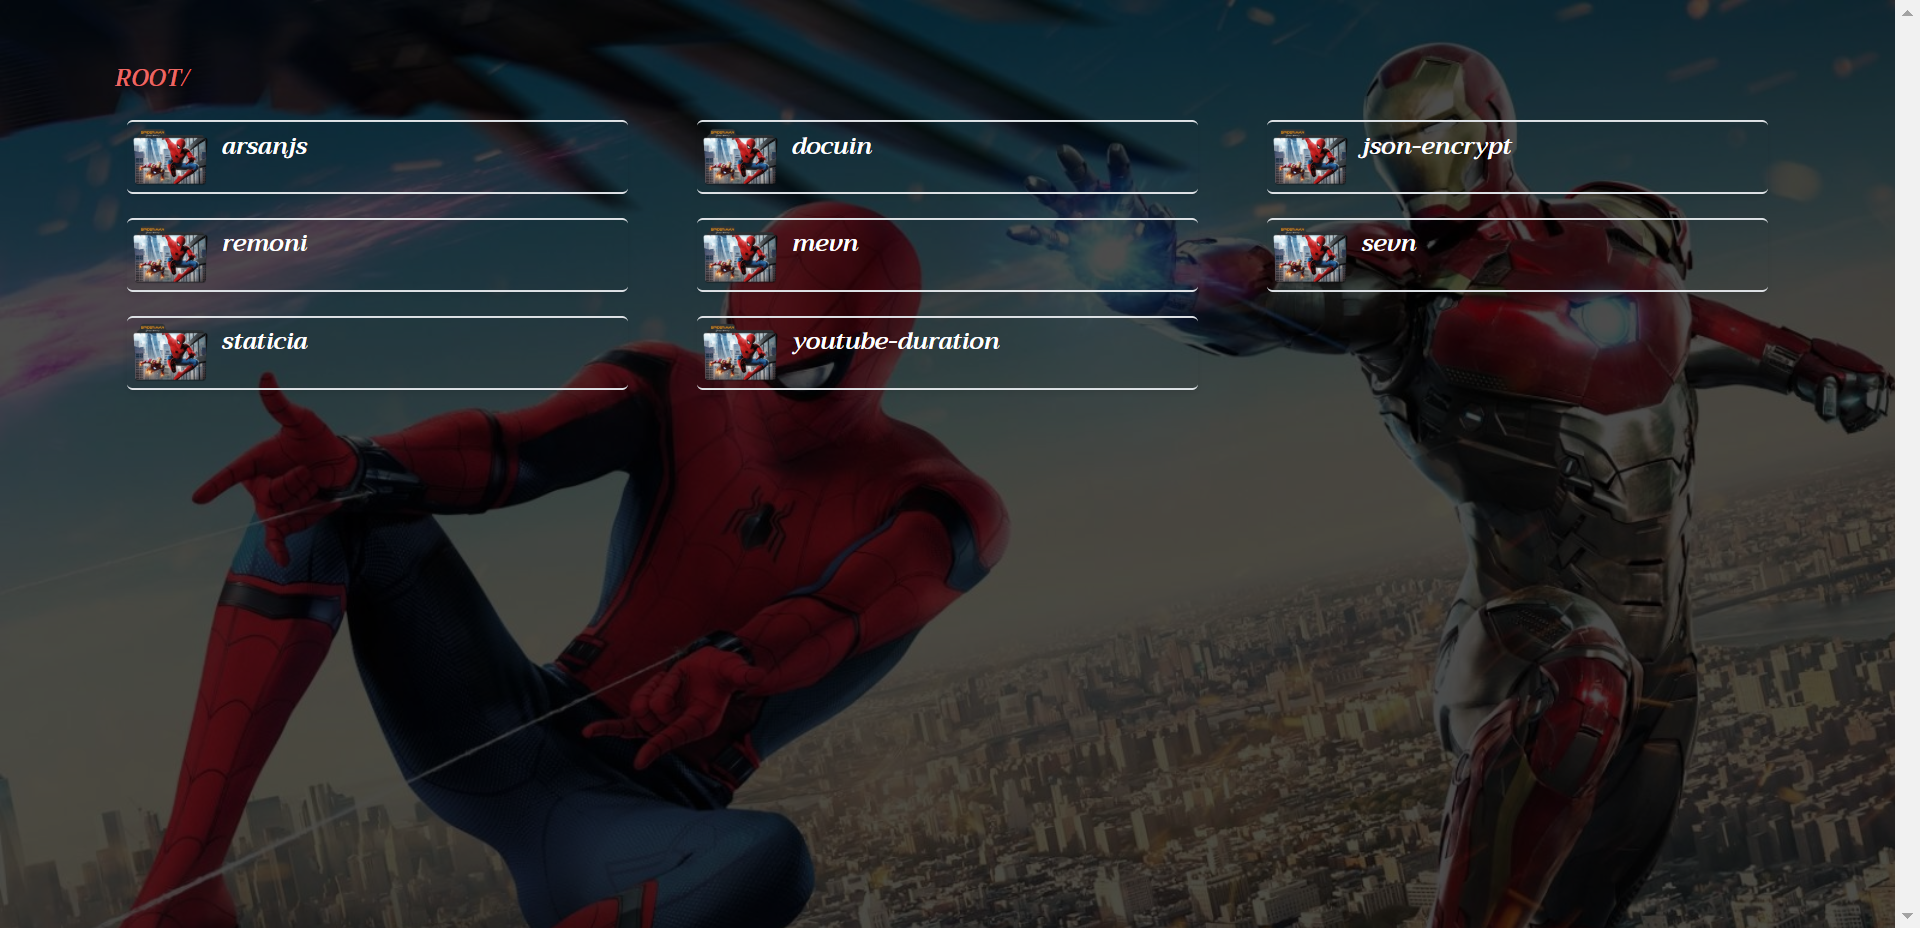 ROOT/
arsanjs
docuin
json-encrypt
remoni
mevn
sevn
staticia
youtube-duration